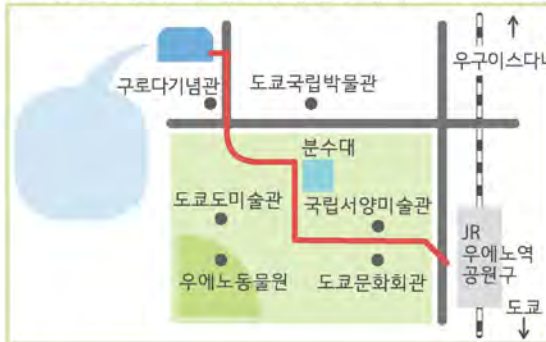 우구이스다니
구로다기념관
도쿄국립박물관
분수대
도쿄도미술관
국립서양미술관
JR
우에노역
공원구
우에노동물원
도쿄문화회관
도쿄